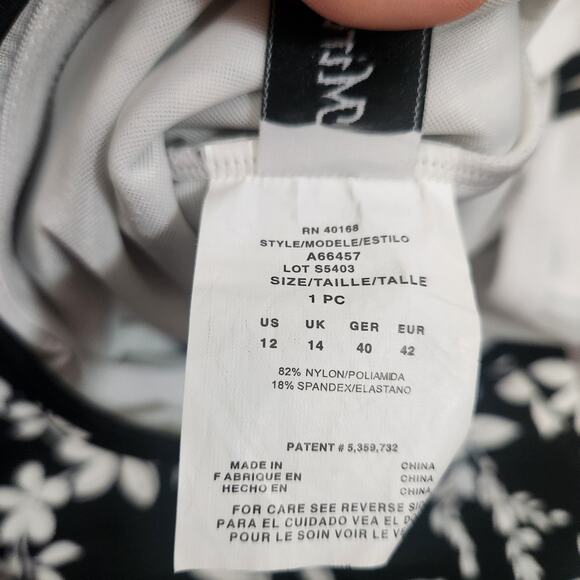 RN 40168
STYLE/MODELE/ESTILO
A66457
LOT S5403
SIZE/TAILLE/TALLE
1 PC
US UK GER EUR
12 14 40 42
82% NYLON/POLIAMIDA
18% SPANDEX/ELASTANO
PATENT # 5,359,732
MADE IN CHINA
FABRIQUE EN CHINA
HECHO EN CHINA
FOR CARE SEE REVERSE
PARA EL CUIDADO VEA EL
POUR LE SOIN VOIR LE